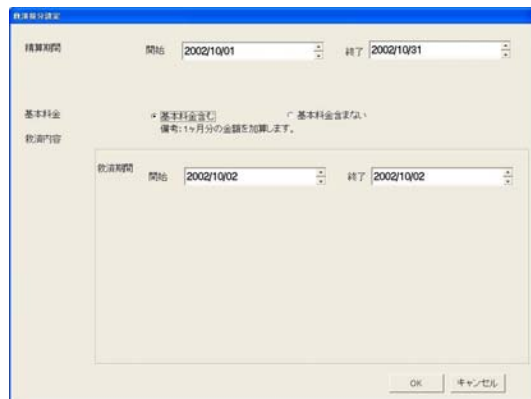 救済差分設定
精算期間 開始 2002/10/01 終了 2002/10/31
基本料金 基本料金含む 基本料金含まない
備考:1ヶ月分の金額を加算します。
救済内容
救済期間 開始 2002/10/02 終了 2002/10/02
OK キャンセル